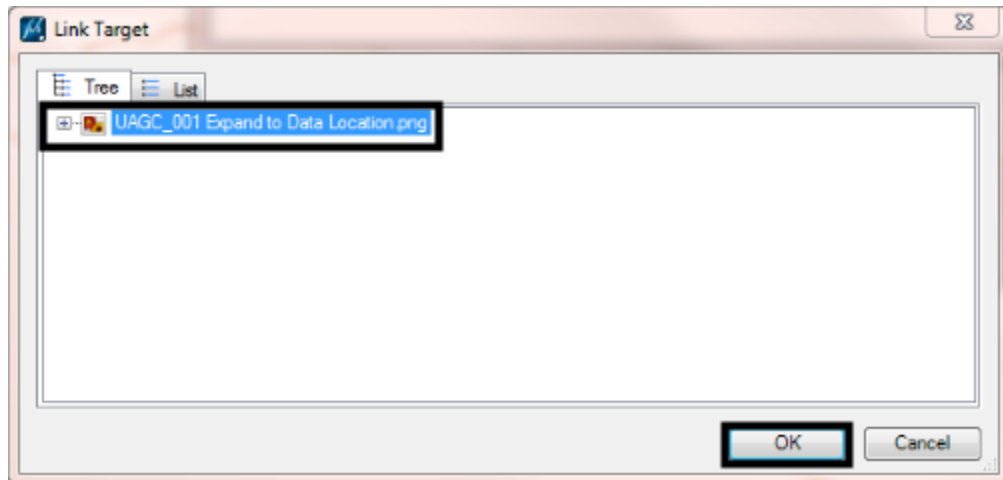 Link Target
Tree List
UAGC_001 Expand to Data Location.png
OK Cancel